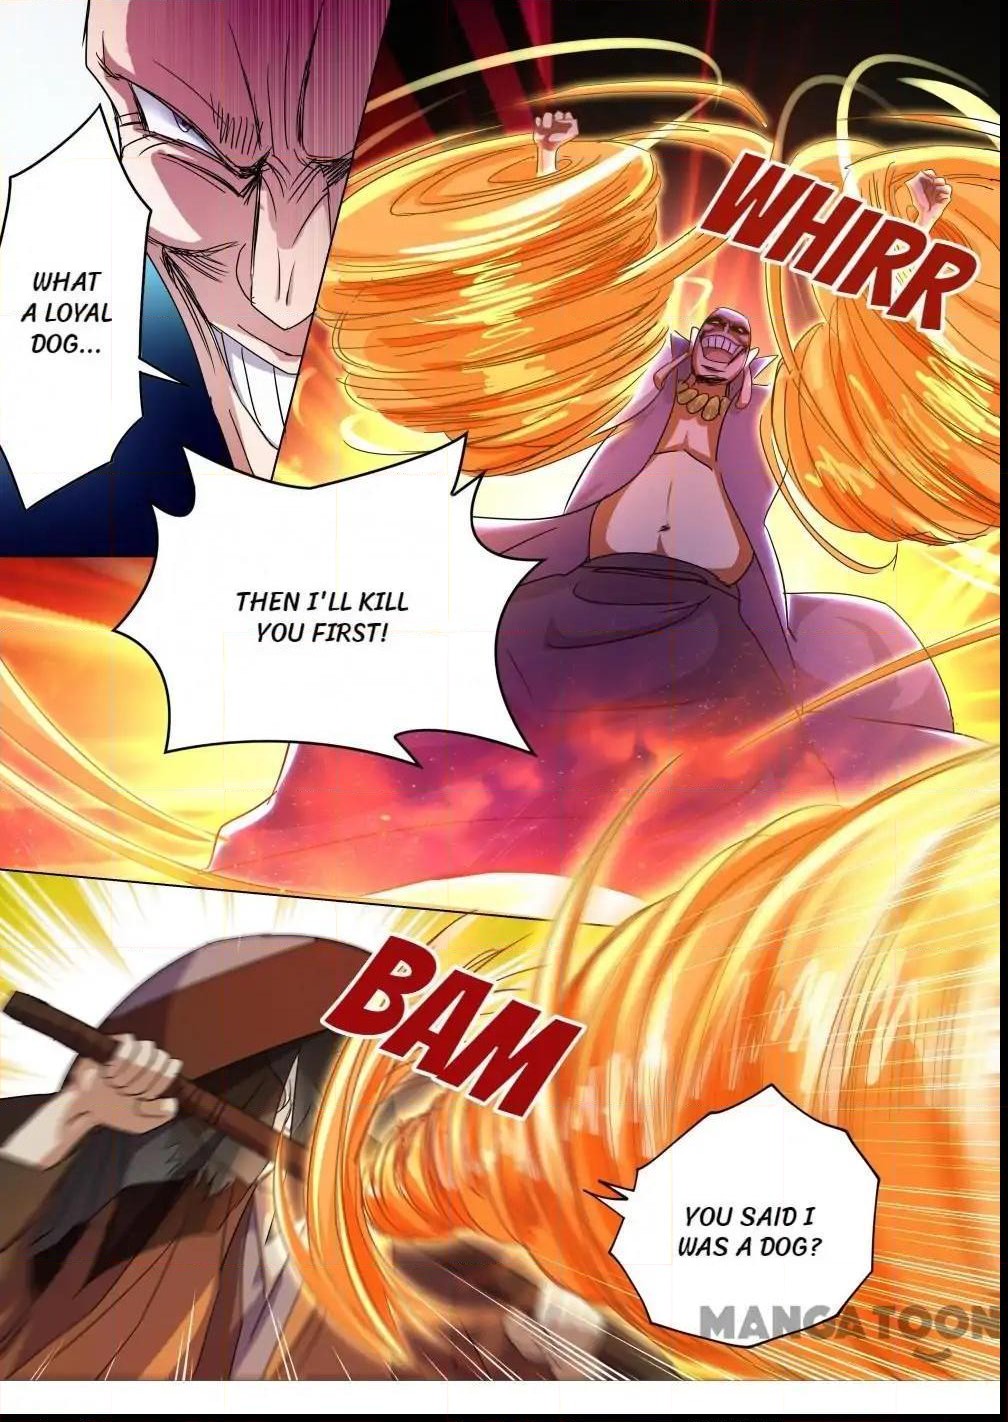 WHAT
A LOYAL
DOG...
WHIRR
THEN I'LL KILL
YOU FIRST!
BAM
YOU SAID I
WAS A DOG?
MANGATOON